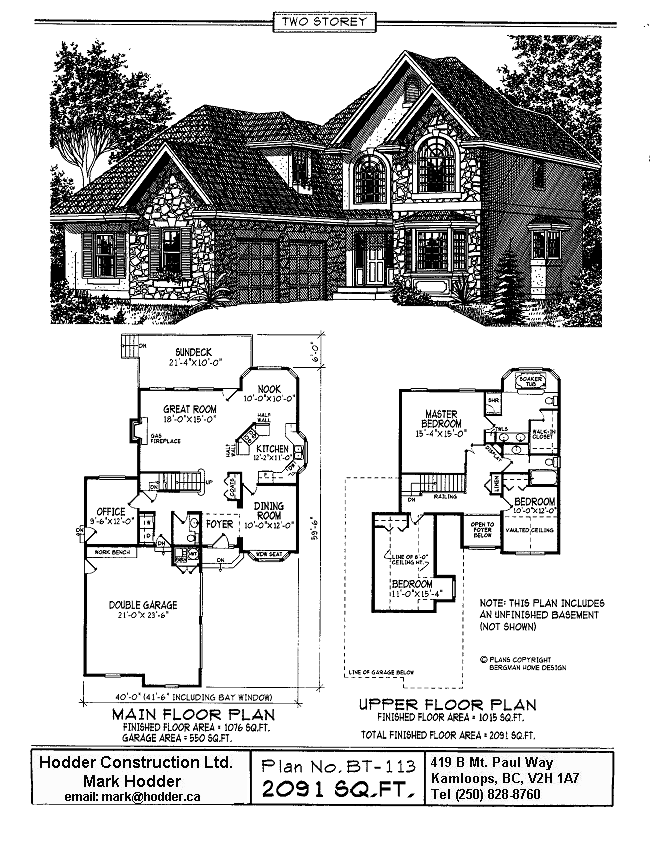 TWO STOREY
SUNDECK
21'-4"X10'-0"
DN
6'-0"
NOOK
10'-0"X10'-0"
GREAT ROOM
18'-0"X15'-0"
GAS
FIREPLACE
HALF
WALL
HALF
WALL
KITCHEN
12'-2"X11'-0"
DW
P.
UP
COATS
DN
OFFICE
9'-6"X12'-0"
DN
W
D
DN
FOYER
DINING
ROOM
10'-0"X12'-0"
WDW SEAT
59'-6"
WORK BENCH
DOUBLE GARAGE
21'-0"X23'-6"
40'-0" (41'-6" INCLUDING BAY WINDOW)
MAIN FLOOR PLAN
FINISHED FLOOR AREA = 1076 SQ.FT.
GARAGE AREA = 550 SQ.FT.
SOAKER
TUB
SHR
MASTER
BEDROOM
15'-4"X15'-0"
TWLS
WALK-IN
CLOSET
DISPLAY
LINEN
DN
RAILING
BEDROOM
10'-0"X12'-0"
OPEN TO
FOYER
BELOW
VAULTED CEILING
LINE OF 8'-0"
CEILING HT.
BEDROOM
11'-0"X15'-4"
LINE OF GARAGE BELOW
NOTE: THIS PLAN INCLUDES
AN UNFINISHED BASEMENT
(NOT SHOWN)
© PLANS COPYRIGHT
BERGMAN HOME DESIGN
UPPER FLOOR PLAN
FINISHED FLOOR AREA = 1015 SQ.FT.
TOTAL FINISHED FLOOR AREA = 2091 SQ.FT.
Hodder Construction Ltd.
Mark Hodder
email: mark@hodder.ca
Plan No. BT-113
2091 SQ.FT.
419 B Mt. Paul Way
Kamloops, BC, V2H 1A7
Tel (250) 828-8760